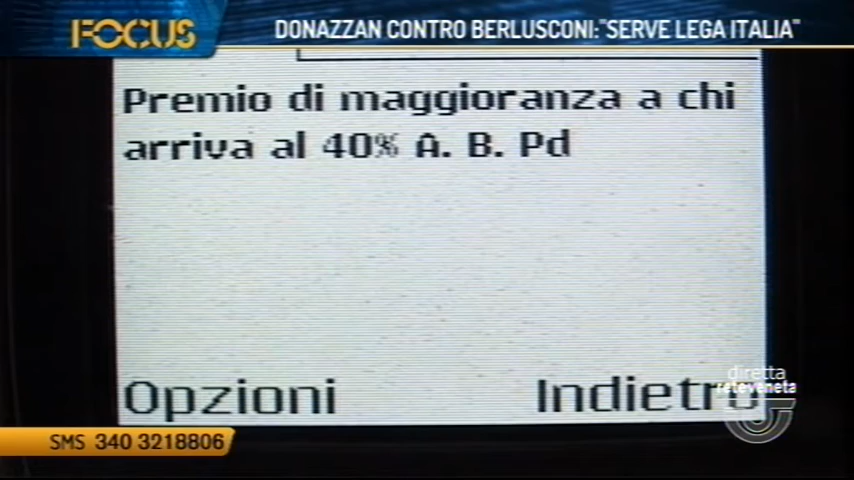 FOCUS
DONAZZAN CONTRO BERLUSCONI:"SERVE LEGA ITALIA"
Premio di maggioranza a chi
arriva al 40% A. B. Pd
Opzioni
Indietro
diretta
reteveneta
SMS 340 3218806